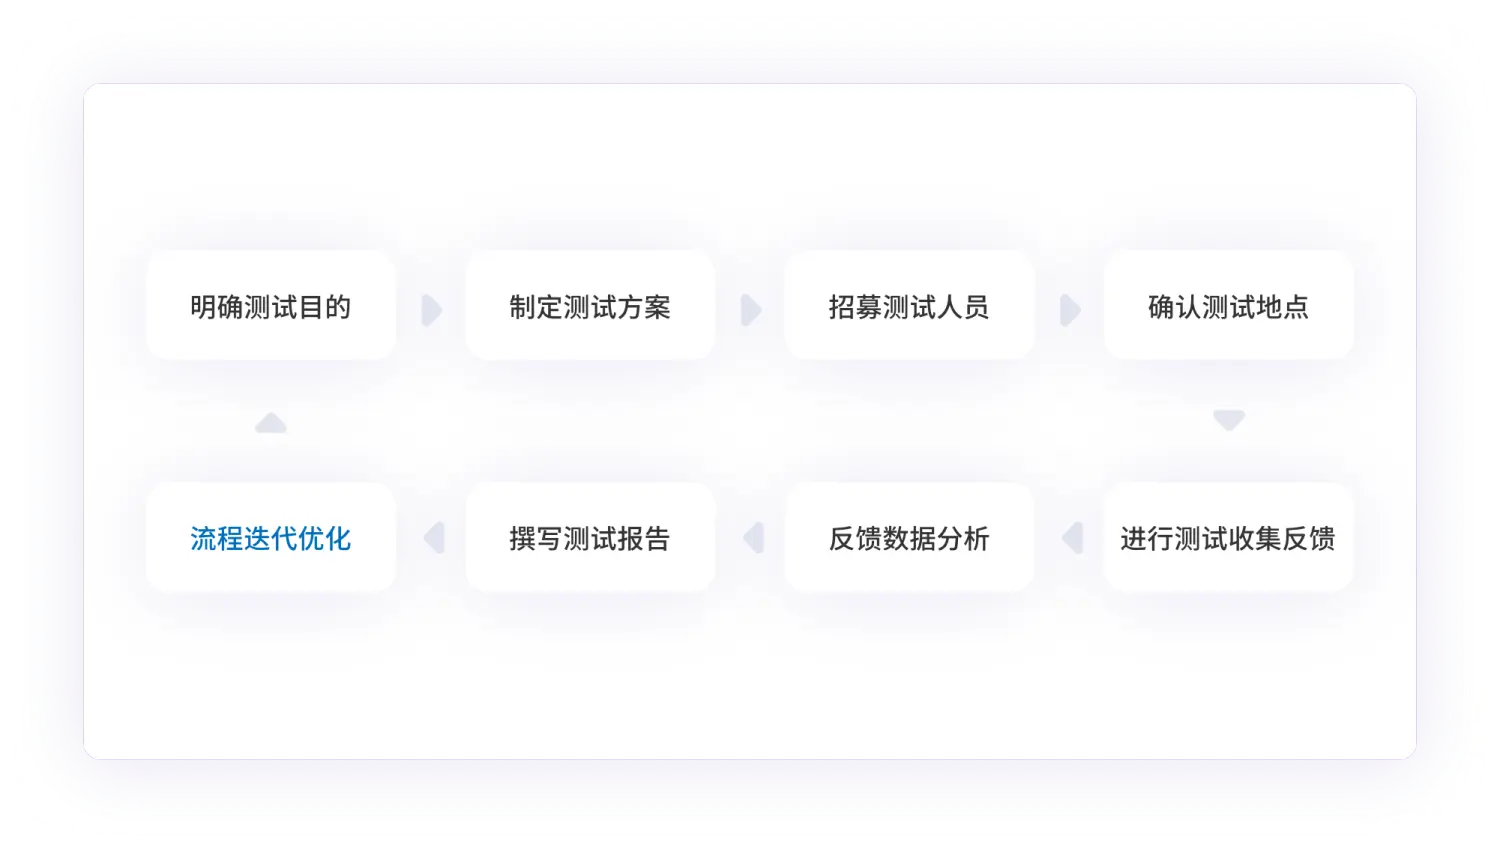 明确测试目的
制定测试方案
招募测试人员
确认测试地点
进行测试收集反馈
反馈数据分析
撰写测试报告
流程迭代优化